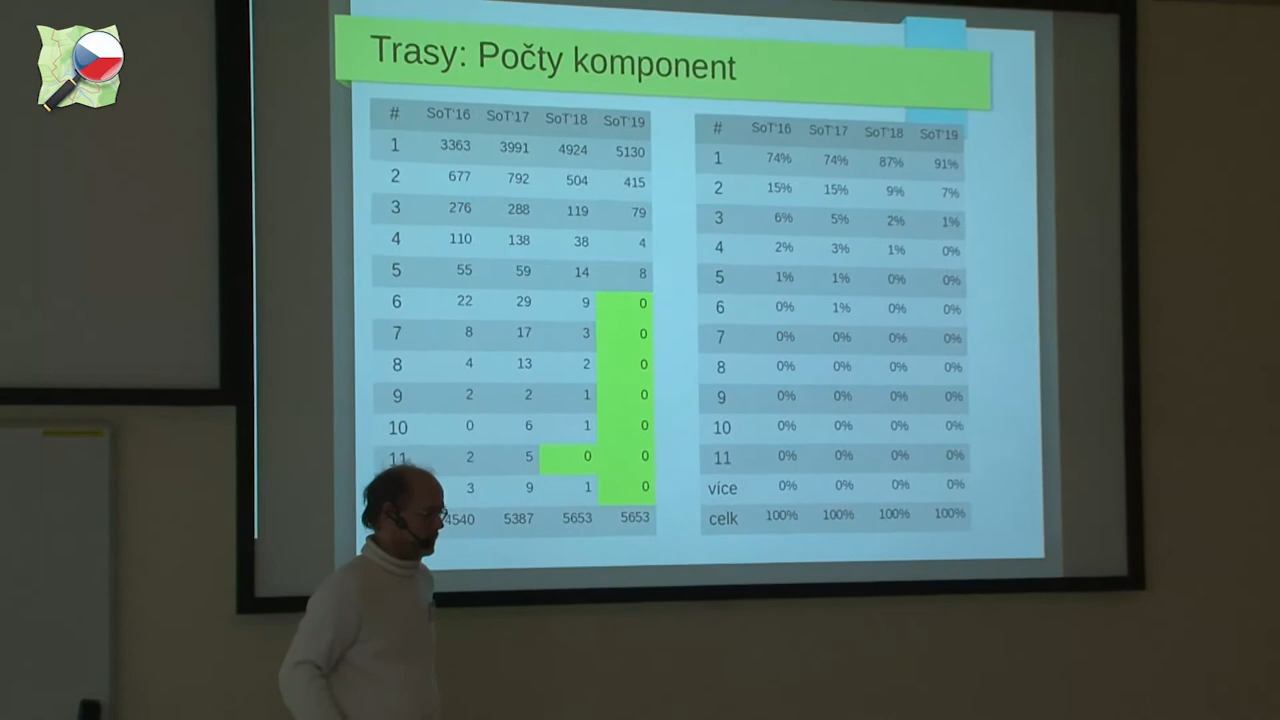 Trasy: Počty komponent
# SoT'16 SoT'17 SoT'18 SoT'19
1 3363 3991 4924 5130
2 677 792 504 415
3 276 288 119 79
4 110 138 38 4
5 55 59 14 8
6 22 29 9 0
7 8 17 3 0
8 4 13 2 0
9 2 2 1 0
10 0 6 1 0
11 2 5 0 0
3 9 1 0
4540 5387 5653 5653
# SoT'16 SoT'17 SoT'18 SoT'19
1 74% 74% 87% 91%
2 15% 15% 9% 7%
3 6% 5% 2% 1%
4 2% 3% 1% 0%
5 1% 1% 0% 0%
6 0% 1% 0% 0%
7 0% 0% 0% 0%
8 0% 0% 0% 0%
9 0% 0% 0% 0%
10 0% 0% 0% 0%
11 0% 0% 0% 0%
více 0% 0% 0% 0%
celk 100% 100% 100% 100%